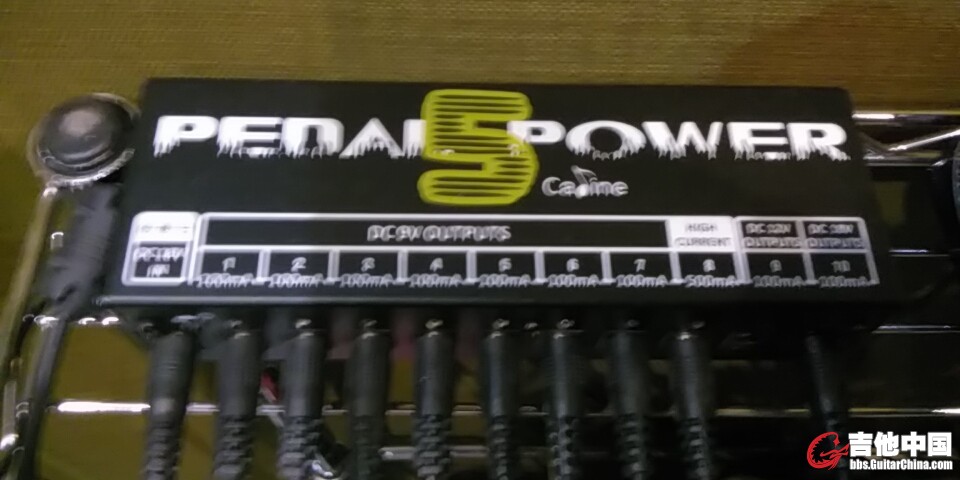 PEDAL 5 POWER
Caline
DC 9V OUTPUTS
HIGH CURRENT
DC 12V OUTPUTS
DC 18V OUTPUTS
1 2 3 4 5 6 7 8 9 10
100mA 100mA 100mA 100mA 100mA 100mA 100mA 500mA 100mA 100mA
吉他中国
bbs.GuitarChina.com